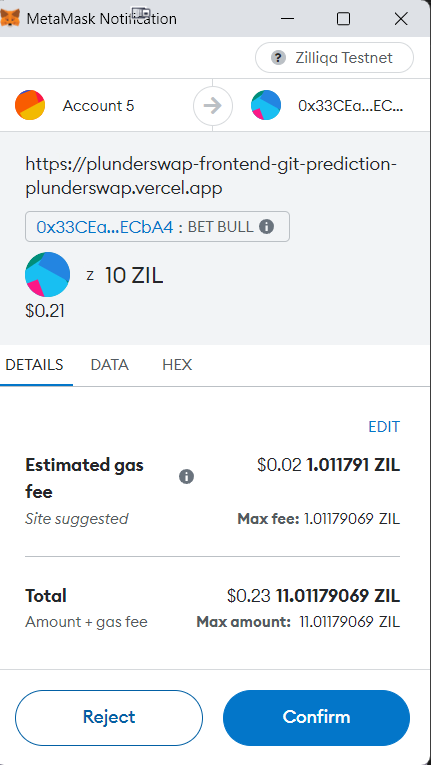 MetaMask Notification
Zilliqa Testnet
Account 5
0x33CEa...EC...
https://plunderswap-frontend-git-prediction-
plunderswap.vercel.app
0x33CEa...ECbA4 : BET BULL
Z 10 ZIL
$0.21
DETAILS DATA HEX
EDIT
Estimated gas fee $0.02 1.011791 ZIL
Site suggested Max fee: 1.01179069 ZIL
Total $0.23 11.01179069 ZIL
Amount + gas fee Max amount: 11.01179069 ZIL
Reject Confirm